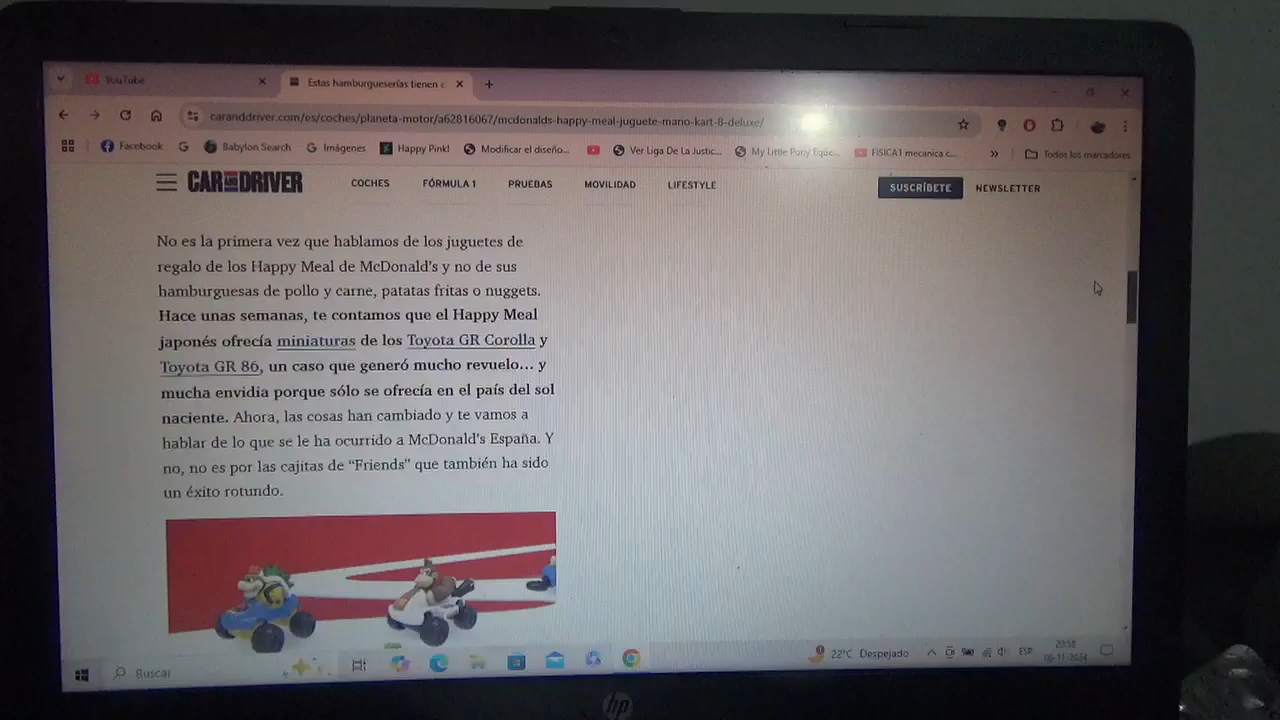 YouTube
Estas hamburgueserías tienen e
caranddriver.com/es/coches/planeta-motor/a62816067/mcdonalds-happy-meal-juguete-mario-kart-8-deluxe/
Facebook
Babylon Search
Imágenes
Happy Pink!
Modificar el diseño...
Ver Liga De La Justic...
My Little Pony Eque...
FISICA1 mecanica c...
»
Todos los marcadores
CAR AND DRIVER
COCHES
FÓRMULA 1
PRUEBAS
MOVILIDAD
LIFESTYLE
SUSCRÍBETE
NEWSLETTER
No es la primera vez que hablamos de los juguetes de
regalo de los Happy Meal de McDonald's y no de sus
hamburguesas de pollo y carne, patatas fritas o nuggets.
Hace unas semanas, te contamos que el Happy Meal
japonés ofrecía miniaturas de los Toyota GR Corolla y
Toyota GR 86, un caso que generó mucho revuelo... y
mucha envidia porque sólo se ofrecía en el país del sol
naciente. Ahora, las cosas han cambiado y te vamos a
hablar de lo que se le ha ocurrido a McDonald's España. Y
no, no es por las cajitas de “Friends” que también ha sido
un éxito rotundo.
Buscar
22°C Despejado
ESP
20:58
hp